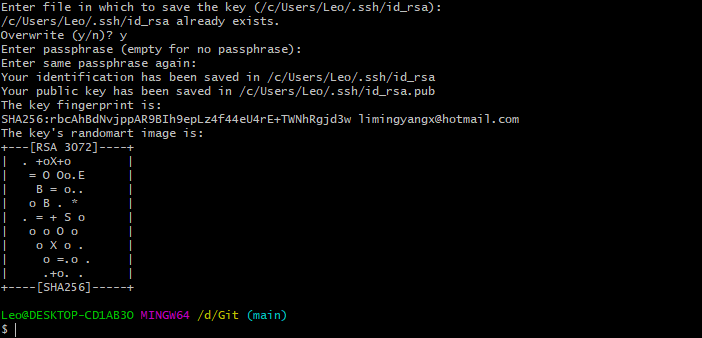 Enter file in which to save the key (/c/Users/Leo/.ssh/id_rsa):
/c/Users/Leo/.ssh/id_rsa already exists.
Overwrite (y/n)? y
Enter passphrase (empty for no passphrase):
Enter same passphrase again:
Your identification has been saved in /c/Users/Leo/.ssh/id_rsa
Your public key has been saved in /c/Users/Leo/.ssh/id_rsa.pub
The key fingerprint is:
SHA256:rbcAhBdNvjppAR9BIh9epLz4f44eU4rE+TWNhRgjd3w limingyangx@hotmail.com
The key's randomart image is:
+---[RSA 3072]----+
|  . +oX+o        |
|   = O Oo.E      |
|    B = o..      |
|   o B . *       |
|  . = + S o      |
|   o o O o       |
|    o X o .      |
|     o =.o .     |
|     .+o. .      |
+----[SHA256]-----+
Leo@DESKTOP-CD1AB3O MINGW64 /d/Git (main)
$